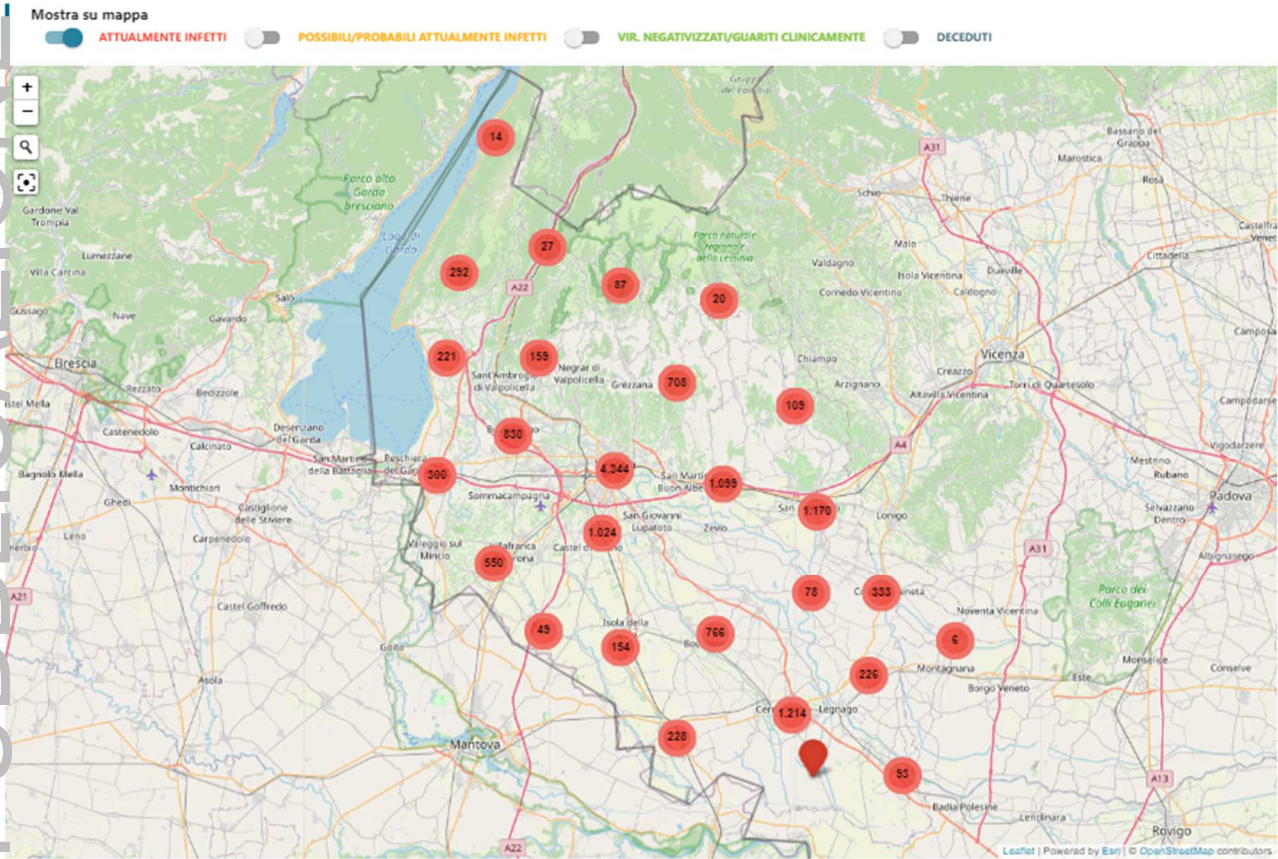 Mostra su mappa
ATTUALMENTE INFETTI
POSSIBILI/PROBABILI ATTUALMENTE INFETTI
VIR. NEGATIVIZZATI/GUARITI CLINICAMENTE
DECEDUTI
+
−
Gruppo del Pasubio
14
A31
Bassano del Grappa
Marostica
Rosà
Parco alto Garda bresciano
Schio
Thiene
Gardone Val Trompia
Lago di Garda
27
Parco naturale regionale della Lessinia
Malo
Lumezzane
Villa Carcina
292
87
20
A22
Valdagno
Isola Vicentina
Dueville
Cittadella
Cornedo Vicentino
Caldogno
Salò
Nave
Gavardo
221
159
Brescia
Sant'Ambrogio di Valpolicella
Negrar di Valpolicella
Grezzana
708
Chiampo
Arzignano
Vicenza
Creazzo
Torri di Quartesolo
Altavilla Vicentina
Rezzato
Bedizzole
109
Castenedolo
Calcinato
Desenzano del Garda
830
A4
Vigodarzere
San Martino della Battaglia
Peschiera
300
4.344
1.099
Mestrino
Rubano
Bagnolo Mella
Montichiari
Ghedi
Sommacampagna
Padova
Selvazzano Dentro
Castiglione delle Stiviere
San Giovanni Lupatoto
Zevio
1.170
Lonigo
Leno
Carpenedolo
1.024
Valeggio sul Mincio
550
A31
Albignasego
A21
Castel Goffredo
78
333
Parco dei Colli Euganei
Noventa Vicentina
49
Isola della
154
766
6
Goito
226
Montagnana
Monselice
Conselve
Asola
Este
Borgo Veneto
1.214
Legnago
Mantova
228
93
A13
Badia Polesine
Lendinara
Rovigo
A22
Leaflet | Powered by Esri | © OpenStreetMap contributors